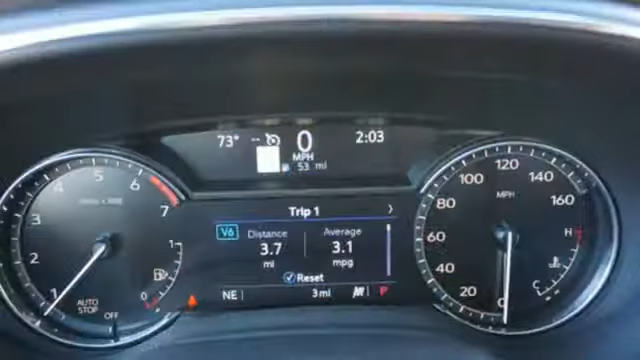 73° -- 0 2:03
MPH
53 mi
1
2
3
4
5
6
7
AUTO
STOP
OFF
1
0
Trip 1 >
V6
Distance
3.7
mi
Average
3.1
mpg
Reset
NE
3 mi
P
0
20
40
60
80
100
120
140
160
MPH
H
C